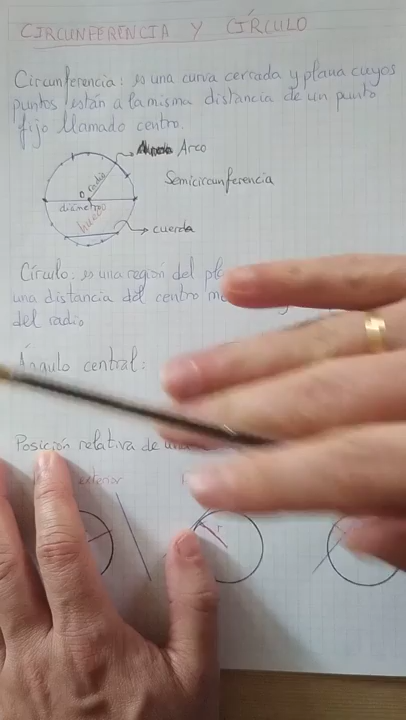 CIRCUNFERENCIA Y CÍRCULO
Circunferencia: es una curva cerrada y plana cuyos
puntos están a la misma distancia de un punto
fijo llamado centro.
Arco
radio
Semicircunferencia
o
diámetro
hueco
cuerda
Círculo: es una región del
una distancia del centro
del radio
Ángulo central:
Posición relativa de
exterior
r